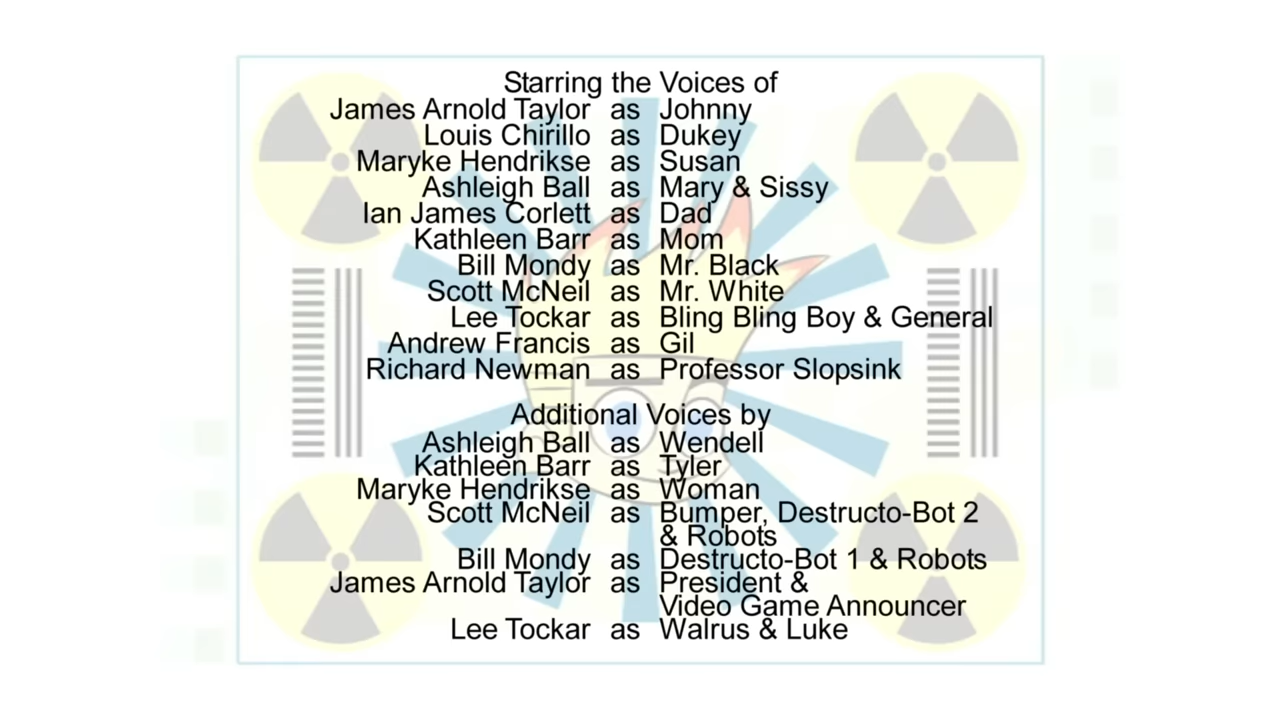 Starring the Voices of
James Arnold Taylor as Johnny
Louis Chirillo as Dukey
Maryke Hendrikse as Susan
Ashleigh Ball as Mary & Sissy
Ian James Corlett as Dad
Kathleen Barr as Mom
Bill Mondy as Mr. Black
Scott McNeil as Mr. White
Lee Tockar as Bling Bling Boy & General
Andrew Francis as Gil
Richard Newman as Professor Slopsink
Additional Voices by
Ashleigh Ball as Wendell
Kathleen Barr as Tyler
Maryke Hendrikse as Woman
Scott McNeil as Bumper, Destructo-Bot 2
& Robots
Bill Mondy as Destructo-Bot 1 & Robots
James Arnold Taylor as President &
Video Game Announcer
Lee Tockar as Walrus & Luke